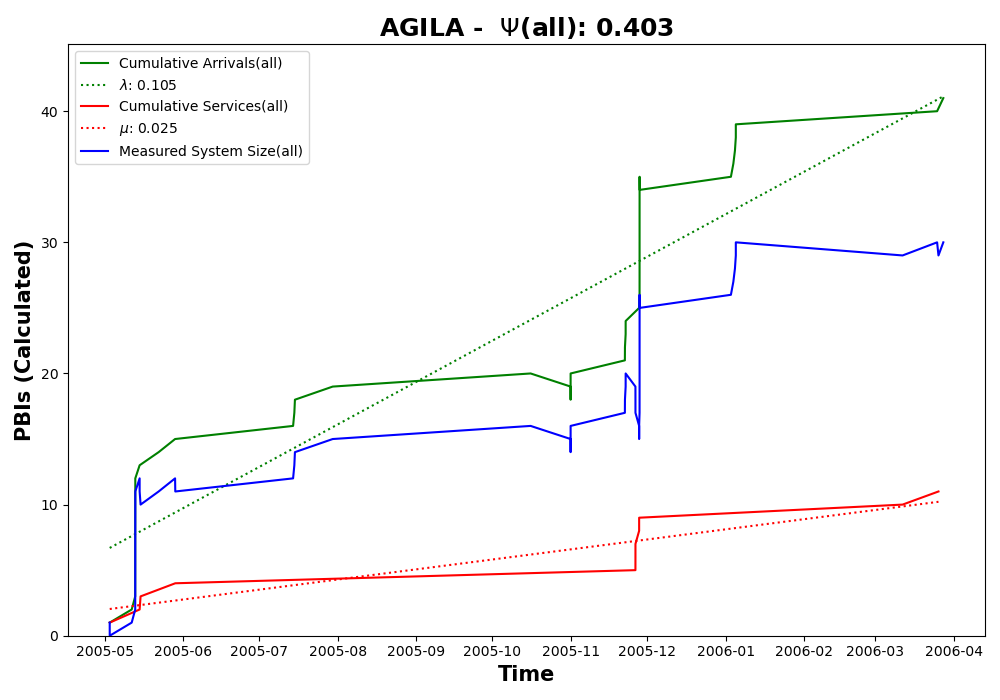 AGILA - Ψ(all): 0.403
Cumulative Arrivals(all)
λ: 0.105
Cumulative Services(all)
μ: 0.025
Measured System Size(all)
PBIs (Calculated)
40
30
20
10
0
2005-05 2005-06 2005-07 2005-08 2005-09 2005-10 2005-11 2005-12 2006-01 2006-02 2006-03 2006-04
Time